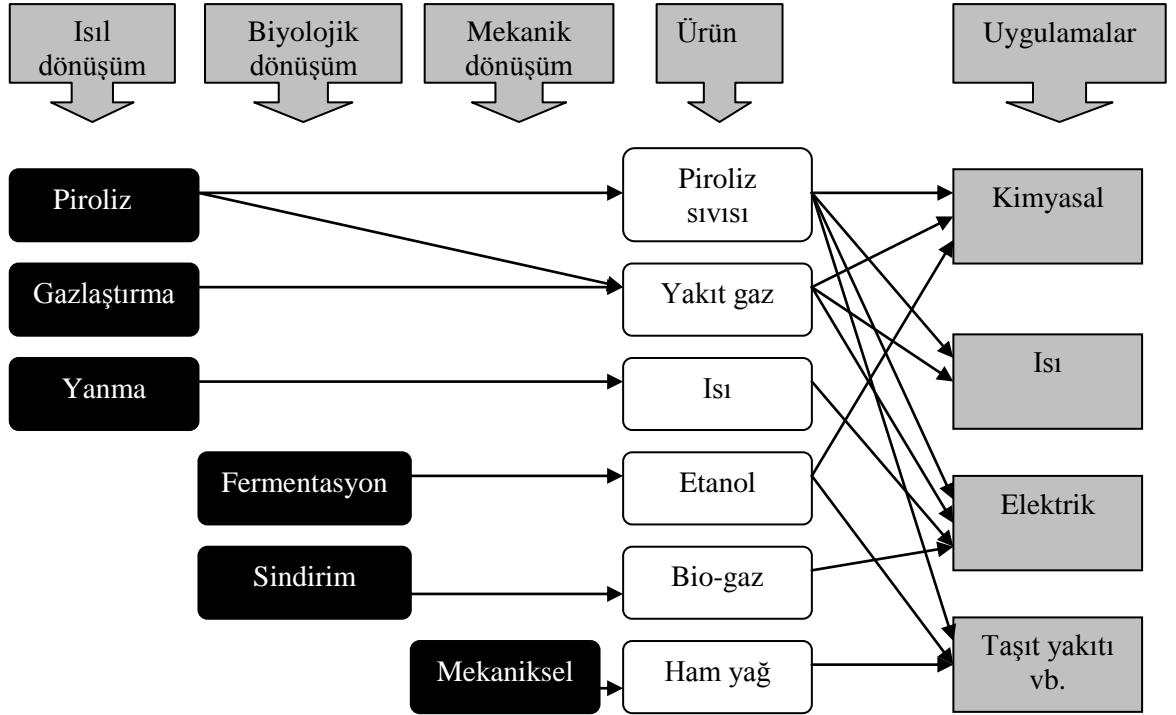 Isıl
dönüşüm
Biyolojik
dönüşüm
Mekanik
dönüşüm
Ürün
Uygulamalar
Piroliz
Piroliz
sıvısı
Kimyasal
Gazlaştırma
Yakıt gaz
Yanma
Isı
Isı
Fermentasyon
Etanol
Elektrik
Sindirim
Bio-gaz
Mekaniksel
Ham yağ
Taşıt yakıtı
vb.